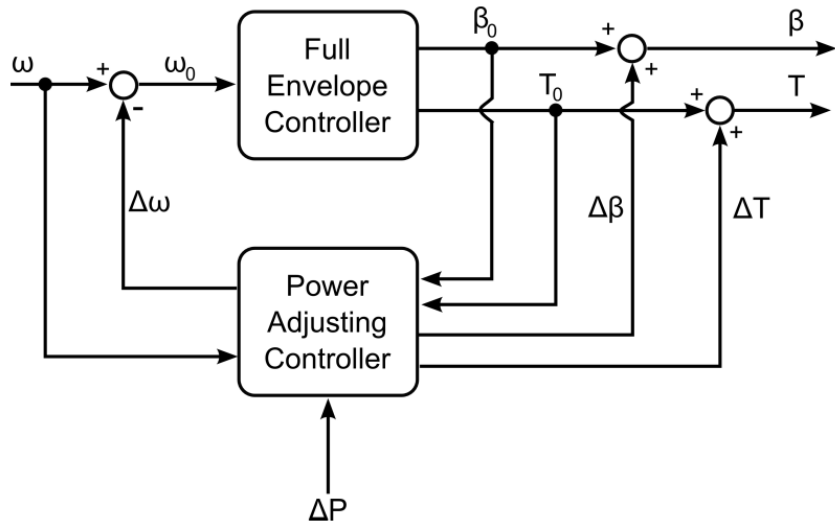 β₀
β
ω
+
-
ω₀
Full
Envelope
Controller
+
+
T₀
+
+
T
Δω
Δβ
ΔT
Power
Adjusting
Controller
ΔP